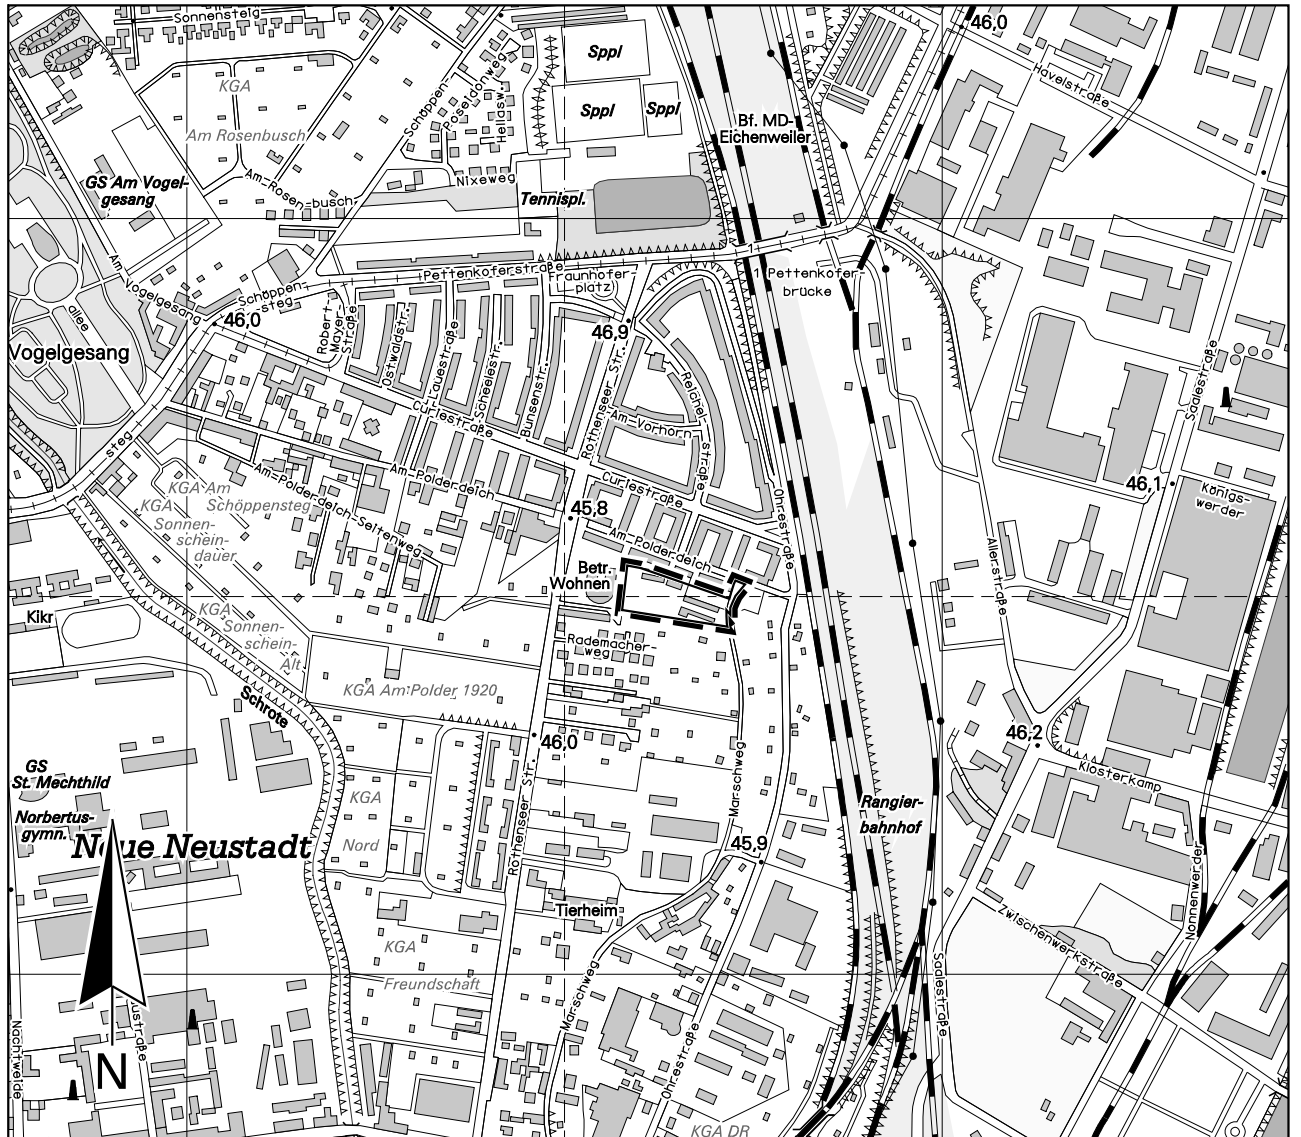 Sonnensteig
46,0
KGA
Am Rosenbusch
Schöppen-
Poseidonweg
Hellasw.
Sppl
Sppl
Sppl
Bf. MD-
Eichenweiler
Havelstraße
GS Am Vogel-
gesang
Am-Rosen-busch-
Nixeweg
Tennispl.
Am
Vogelgesang
Schöppen-
steg
Pettenkoferstraße
Fraunhofer-
platz
1
1 Pettenkofer-
brücke
allee
46,0
Robert-
Mayer-
Straße
Ostwaldstr.
Lauestraße
Scheelestr.
Bunsenstr.
46,9
Rothenseer Str.
Reichel-
straße
Am-Vorhorn
Vogelgesang
steg
Curiestraße
Curiestraße
Saalestraße
Am-Polderdeich
Am-Polderdeich-Seitenweg
Am-Polderdeich
Ohrestraße
46,1
Königs-
werder
KGA Am
Schöppensteg
KGA
Sonnen-
schein-
dauer
45,8
Allerstraße
Betr.
Wohnen
Kikr
KGA
Sonnen-
schein-
Alt
Rademacher-
weg
KGA Am Polder 1920
Schrote
46,0
Marschweg
46,2
Klosterkamp
GS
St. Mechthild
Norbertus-
gymn.
Neue Neustadt
KGA
Nord
Rothenseer Str.
Rangier-
bahnhof
45,9
Nonnenwerder
Tierheim
Zwischenwerkstraße
KGA
Freundschaft
Marschweg
Ohrestraße
Saalestraße
Nachtweide
ustraße
N
KGA DR